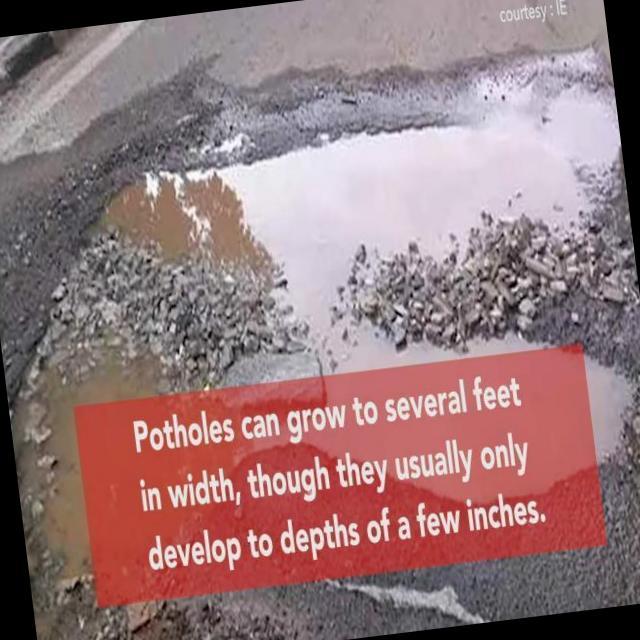 courtesy : IE
Potholes can grow to several feet
in width, though they usually only
develop to depths of a few inches.